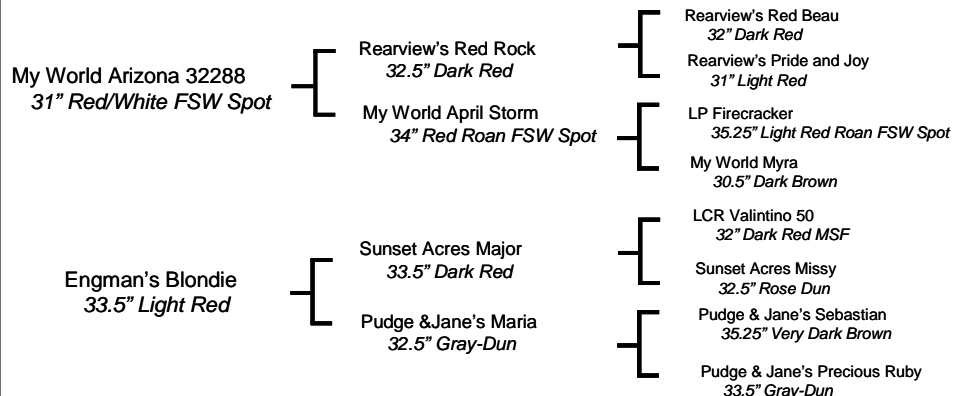 My World Arizona 32288
31” Red/White FSW Spot
Rearview's Red Rock
32.5” Dark Red
My World April Storm
34” Red Roan FSW Spot
Rearview's Red Beau
32” Dark Red
Rearview's Pride and Joy
31” Light Red
LP Firecracker
35.25” Light Red Roan FSW Spot
My World Myra
30.5” Dark Brown
Engman's Blondie
33.5” Light Red
Sunset Acres Major
33.5” Dark Red
Pudge &Jane's Maria
32.5” Gray-Dun
LCR Valintino 50
32” Dark Red MSF
Sunset Acres Missy
32.5” Rose Dun
Pudge & Jane's Sebastian
35.25” Very Dark Brown
Pudge & Jane's Precious Ruby
33.5” Gray-Dun